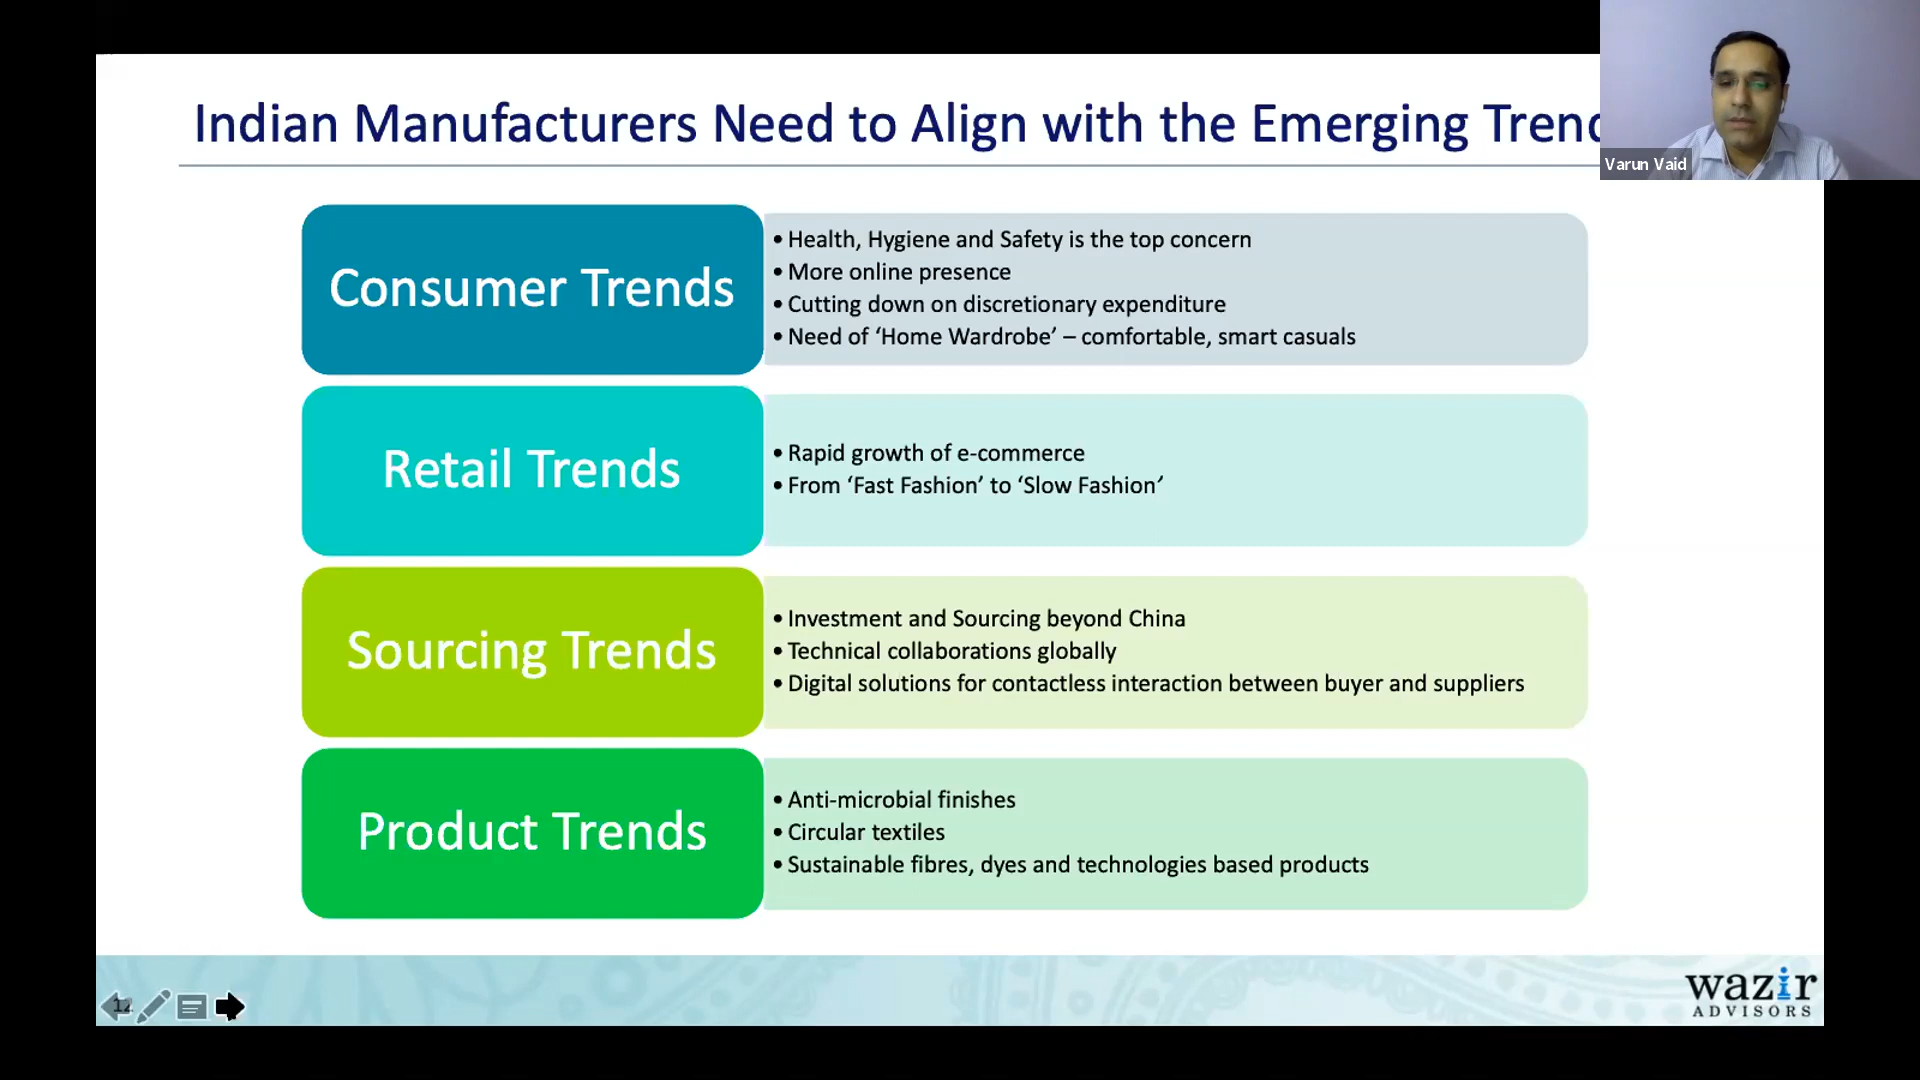 Indian Manufacturers Need to Align with the Emerging Trend
Varun Vaid
Consumer Trends
• Health, Hygiene and Safety is the top concern
• More online presence
• Cutting down on discretionary expenditure
• Need of ‘Home Wardrobe’ – comfortable, smart casuals
Retail Trends
• Rapid growth of e-commerce
• From ‘Fast Fashion’ to ‘Slow Fashion’
Sourcing Trends
• Investment and Sourcing beyond China
• Technical collaborations globally
• Digital solutions for contactless interaction between buyer and suppliers
Product Trends
• Anti-microbial finishes
• Circular textiles
• Sustainable fibres, dyes and technologies based products
wazir
ADVISORS